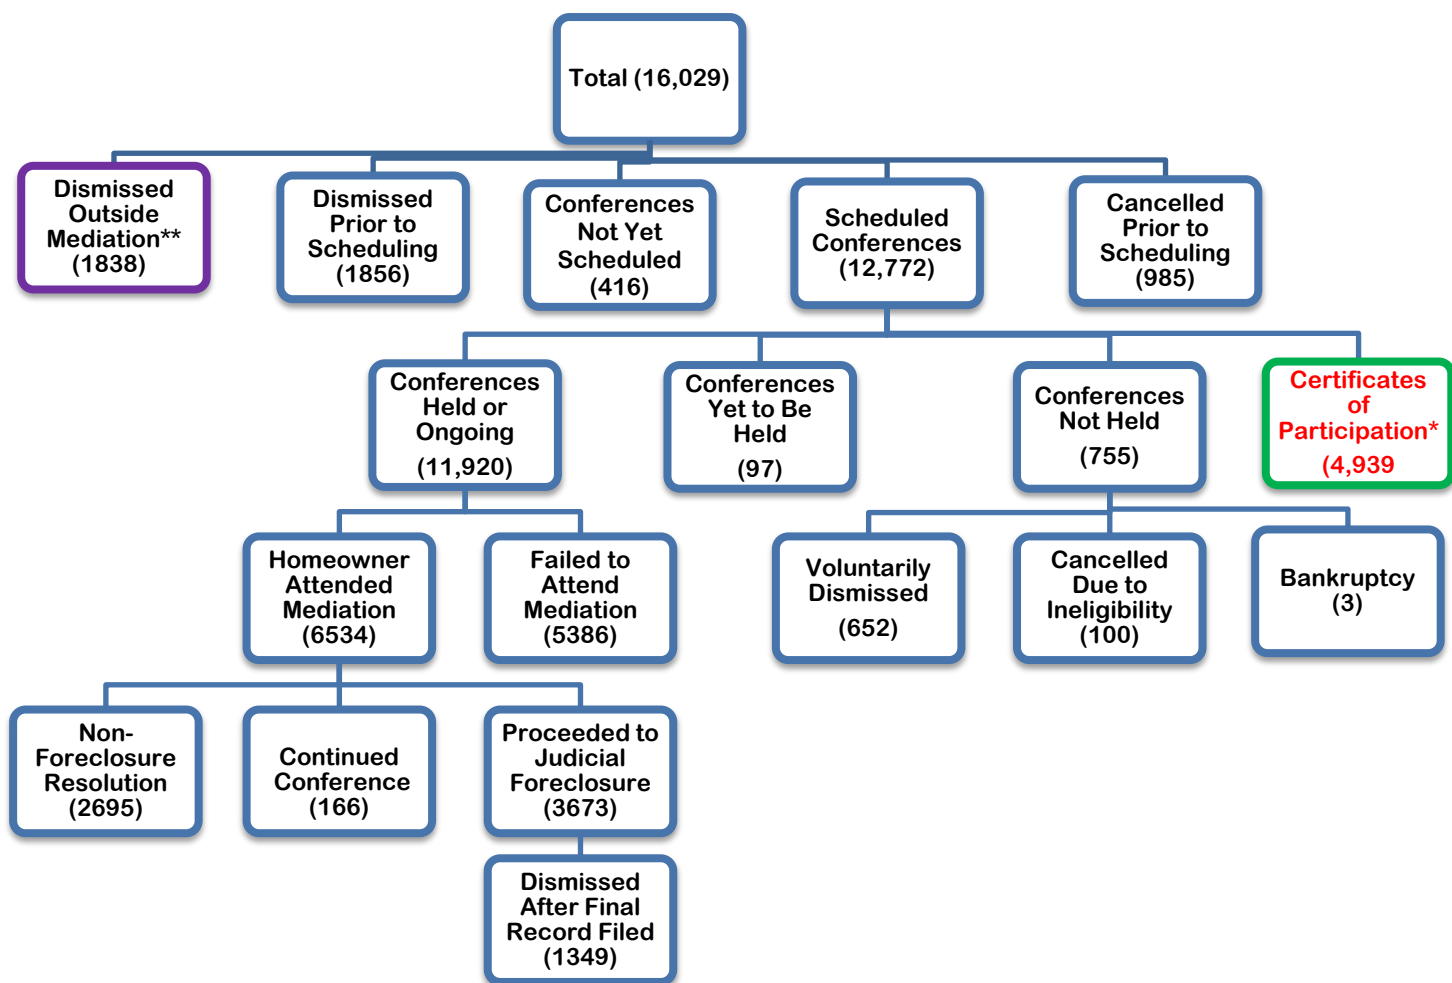 Total (16,029)
Dismissed
Outside
Mediation**
(1838)
Dismissed
Prior to
Scheduling
(1856)
Conferences
Not Yet
Scheduled
(416)
Scheduled
Conferences
(12,772)
Cancelled
Prior to
Scheduling
(985)
Conferences
Held or
Ongoing
(11,920)
Conferences
Yet to Be
Held
(97)
Conferences
Not Held
(755)
Certificates
of
Participation*
(4,939
Homeowner
Attended
Mediation
(6534)
Failed to
Attend
Mediation
(5386)
Voluntarily
Dismissed
(652)
Cancelled
Due to
Ineligibility
(100)
Bankruptcy
(3)
Non-
Foreclosure
Resolution
(2695)
Continued
Conference
(166)
Proceeded to
Judicial
Foreclosure
(3673)
Dismissed
After Final
Record Filed
(1349)